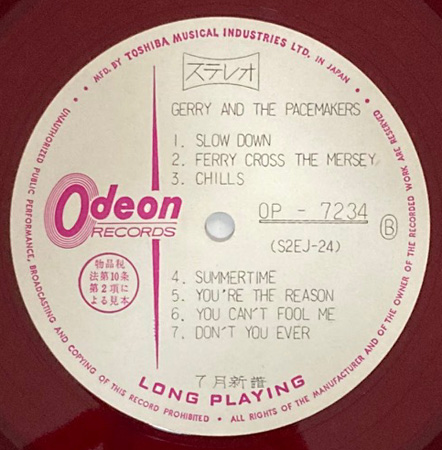 • MFD. BY TOSHIBA MUSICAL INDUSTRIES LTD. IN JAPAN •
ステレオ
GERRY AND THE PACEMAKERS
1. SLOW DOWN
2. FERRY CROSS THE MERSEY
3. CHILLS
Odeon
RECORDS
OP - 7234
(S2EJ-24)
B
物品税
法第10条
第2項に
よる見本
4. SUMMERTIME
5. YOU'RE THE REASON
6. YOU CAN'T FOOL ME
7. DON'T YOU EVER
7月新譜
LONG PLAYING
UNAUTHORIZED PUBLIC PERFORMANCE, BROADCASTING AND COPYING OF THIS RECORD PROHIBITED • ALL RIGHTS OF THE MANUFACTURER AND OF THE OWNER OF THE RECORDED WORK ARE RESERVED